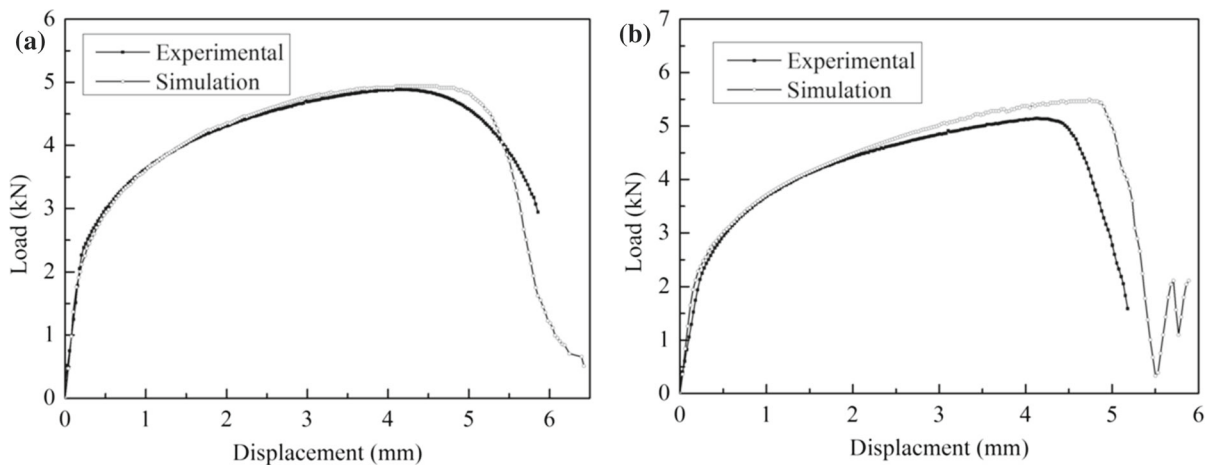 (a)
Experimental
Simulation
6
5
4
3
2
1
0
Load (kN)
0 1 2 3 4 5 6
Displacement (mm)
(b)
Experimental
Simulation
7
6
5
4
3
2
1
0
Load (kN)
0 1 2 3 4 5 6
Displacment (mm)